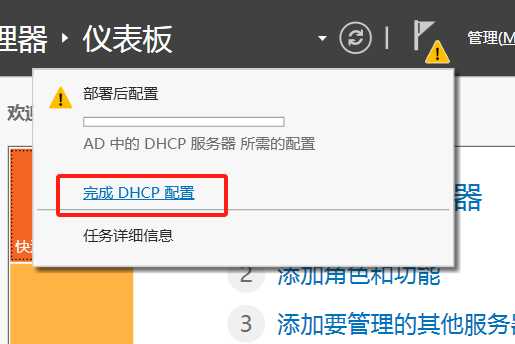 理器 ‣ 仪表板
管理(M
部署后配置
欢迎
AD 中的 DHCP 服务器 所需的配置
完成 DHCP 配置
器
任务详细信息
快
2 添加角色和功能
3 添加要管理的其他服务器